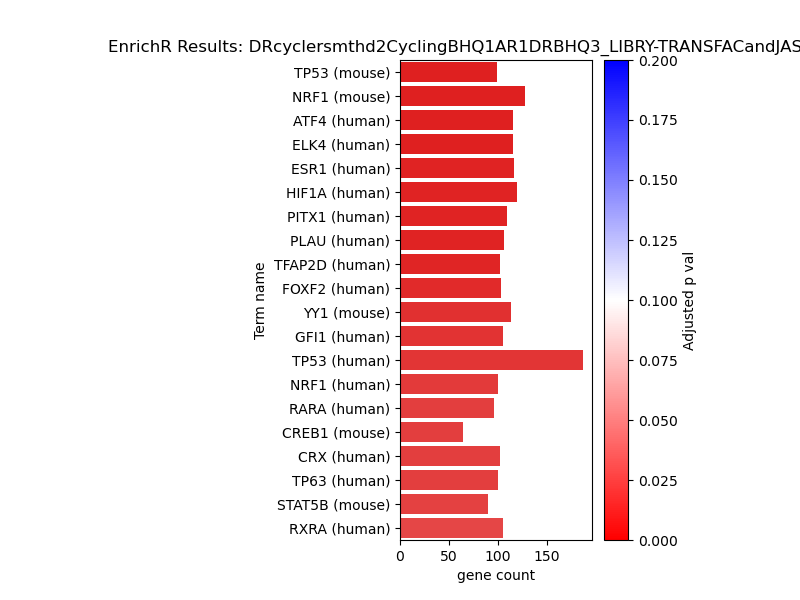 EnrichR Results: DRcyclersmthd2CyclingBHQ1AR1DRBHQ3_LIBRY-TRANSFACandJAS
TP53 (mouse)
NRF1 (mouse)
ATF4 (human)
ELK4 (human)
ESR1 (human)
HIF1A (human)
PITX1 (human)
PLAU (human)
TFAP2D (human)
FOXF2 (human)
YY1 (mouse)
GFI1 (human)
TP53 (human)
NRF1 (human)
RARA (human)
CREB1 (mouse)
CRX (human)
TP63 (human)
STAT5B (mouse)
RXRA (human)
Term name
0 50 100 150
gene count
0.200
0.175
0.150
0.125
0.100
0.075
0.050
0.025
0.000
Adjusted p val